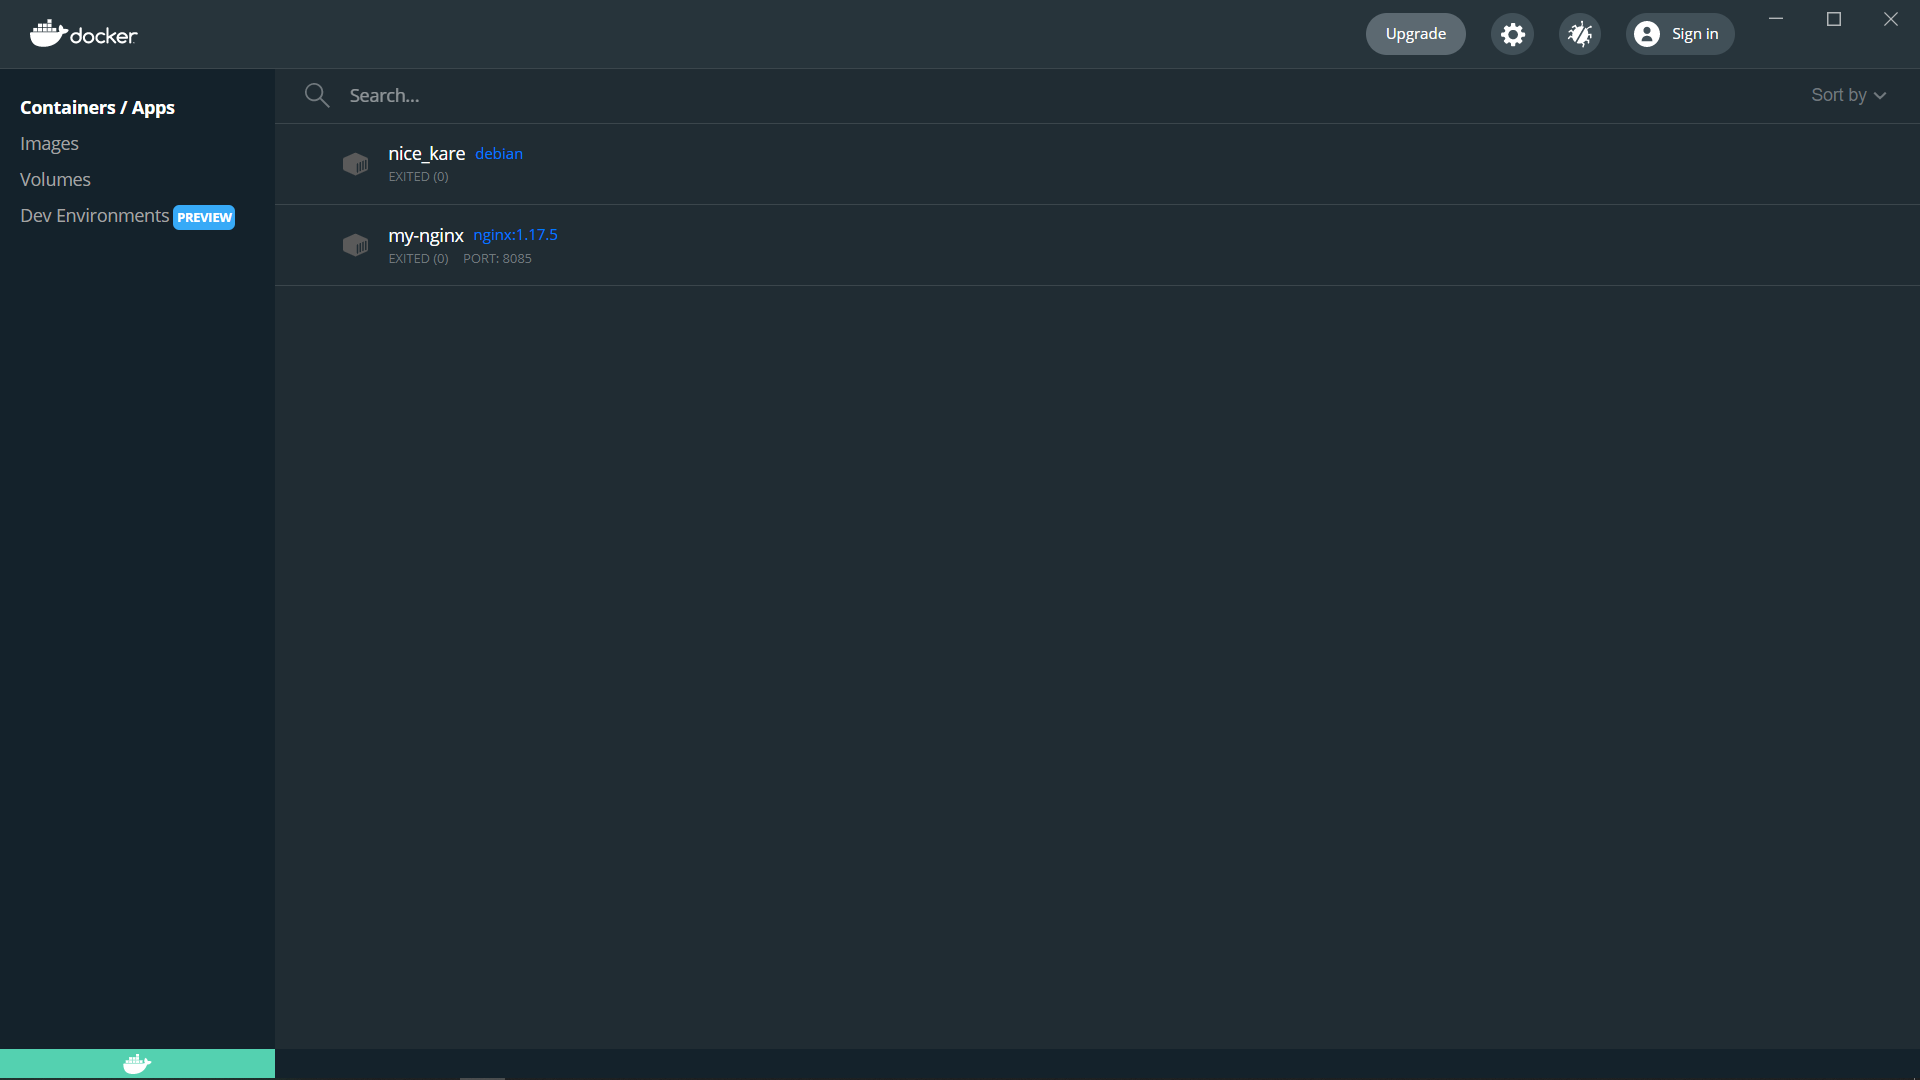 docker
Upgrade
Sign in
Containers / Apps
Images
Volumes
Dev Environments PREVIEW
Search...
Sort by
nice_kare debian
EXITED (0)
my-nginx nginx:1.17.5
EXITED (0) PORT: 8085